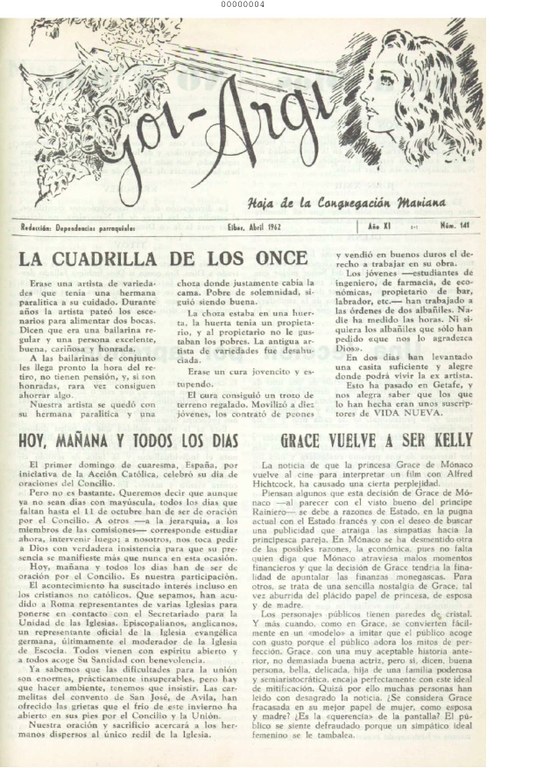 00000004
Goi-Argi
Hoja de la Congregación Mariana
Redacción: Dependencias parroquiales
Eibar, Abril 1962
Año XI
Núm. 141
LA CUADRILLA DE LOS ONCE
Erase una artista de varieda-
des que tenía una hermana
paralítica a su cuidado. Durante
años la artista pateó los esce-
narios para alimentar dos bocas.
Dicen que era una bailarina re-
gular y una persona excelente,
buena, cariñosa y honrada.
A las bailarinas de conjunto
les llega pronto la hora del re-
tiro, no tienen pensión, y, si son
honradas, rara vez consiguen
ahorrar algo.
Nuestra artista se quedó con
su hermana paralítica y una
choza donde justamente cabía la
cama. Pobre de solemnidad, si-
guió siendo buena.
La choza estaba en una huer-
ta, la huerta tenía un propieta-
rio, y al propietario no le gus-
taban los pobres. La antigua ar-
tista de variedades fue desahu-
ciada.
Erase un cura jovencito y es-
tupendo.
El cura consiguió un trozo de
terreno regalado. Movilizó a diez
jóvenes, los contrató de peones
y vendió en buenos duros el de-
recho a trabajar en su obra.
Los jóvenes —estudiantes de
ingeniero, de farmacia, de eco-
nómicas, propietario de bar,
labrador, etc.— han trabajado a
las órdenes de dos albañiles. Na-
die ha medido las horas. Ni si-
quiera los albañiles que sólo han
pedido «que nos lo agradezca
Dios».
En dos días han levantado
una casita suficiente y alegre
donde podrá vivir la ex artista.
Esto ha pasado en Getafe, y
nos alegra saber que los que
lo han hecho eran unos suscrip-
tores de VIDA NUEVA.
HOY, MAÑANA Y TODOS LOS DIAS
El primer domingo de cuaresma, España, por
iniciativa de la Acción Católica, celebró su día de
oraciones del Concilio.
Pero no es bastante. Queremos decir que aunque
ya no sean días con mayúscula, todos los días que
faltan hasta el 11 de octubre han de ser de oración
por el Concilio. A otros —a la jerarquía, a los
miembros de las comisiones— corresponde estudiar
ahora, intervenir luego; a nosotros, nos toca pedir
a Dios con verdadera insistencia para que su pre-
sencia se manifieste más que nunca en esta ocasión.
Hoy, mañana y todos los días han de ser de
oración por el Concilio. Es nuestra participación.
El acontecimiento ha suscitado interés incluso en
los cristianos no católicos. Que sepamos, han acu-
dido a Roma representantes de varias Iglesias para
ponerse en contacto con el Secretariado para la
Unidad de las Iglesias. Episcopalianos, anglicanos,
un representante oficial de la Iglesia evangélica
germana, últimamente el moderador de la Iglesia
de Escocia. Todos vienen con espíritu abierto y
a todos acoge Su Santidad con benevolencia.
Ya sabemos que las dificultades para la unión
son enormes, prácticamente insuperables, pero hay
que hacer ambiente, tenemos que insistir. Las car-
melitas del convento de San José, de Avila, han
ofrecido las grietas que el frío de este invierno ha
abierto en sus pies por el Concilio y la Unión.
Nuestra oración y sacrificio acercará a los her-
manos dispersos al único redil de la Iglesia.
GRACE VUELVE A SER KELLY
La noticia de que la princesa Grace de Mónaco
vuelve al cine para interpretar un film con Alfred
Hichtcock, ha causado una cierta perplejidad.
Piensan algunos que esta decisión de Grace de Mó-
naco —al parecer con el visto bueno del príncipe
Rainiero— se debe a razones de Estado, en la pugna
actual con el Estado francés y con el deseo de buscar
una publicidad que atraiga las simpatías hacia la
principesca pareja. En Mónaco se ha desmentido otra
de las posibles razones, la económica, pues no falta
quien diga que Mónaco atraviesa malos momentos
financieros y que la decisión de Grace tendría la fina-
lidad de apuntalar las finanzas monegascas. Para
otros, se trata de una sencilla nostalgia de Grace, tal
vez aburrida del plácido papel de princesa, de esposa
y de madre.
Los personajes públicos tienen paredes de cristal.
Y más cuando, como en Grace, se convierten fácil-
mente en un «modelo» a imitar que el público acoge
con gusto porque el público adora los mitos de per-
fección. Grace, con una muy aceptable historia ante-
rior, no demasiada buena actriz, pero sí, dicen, buena
persona, bella, delicada, hija de una familia poderosa
y semiaristocrática, encaja perfectamente con este ideal
de mitificación. Quizá por ello muchas personas han
leído con desagrado la noticia. ¿Se considera Grace
fracasada en su mejor papel de mujer, como esposa
y madre? ¿Es la «querencia» de la pantalla? El pú-
blico se siente defraudado porque un simpático ideal
femenino se le tambalea.